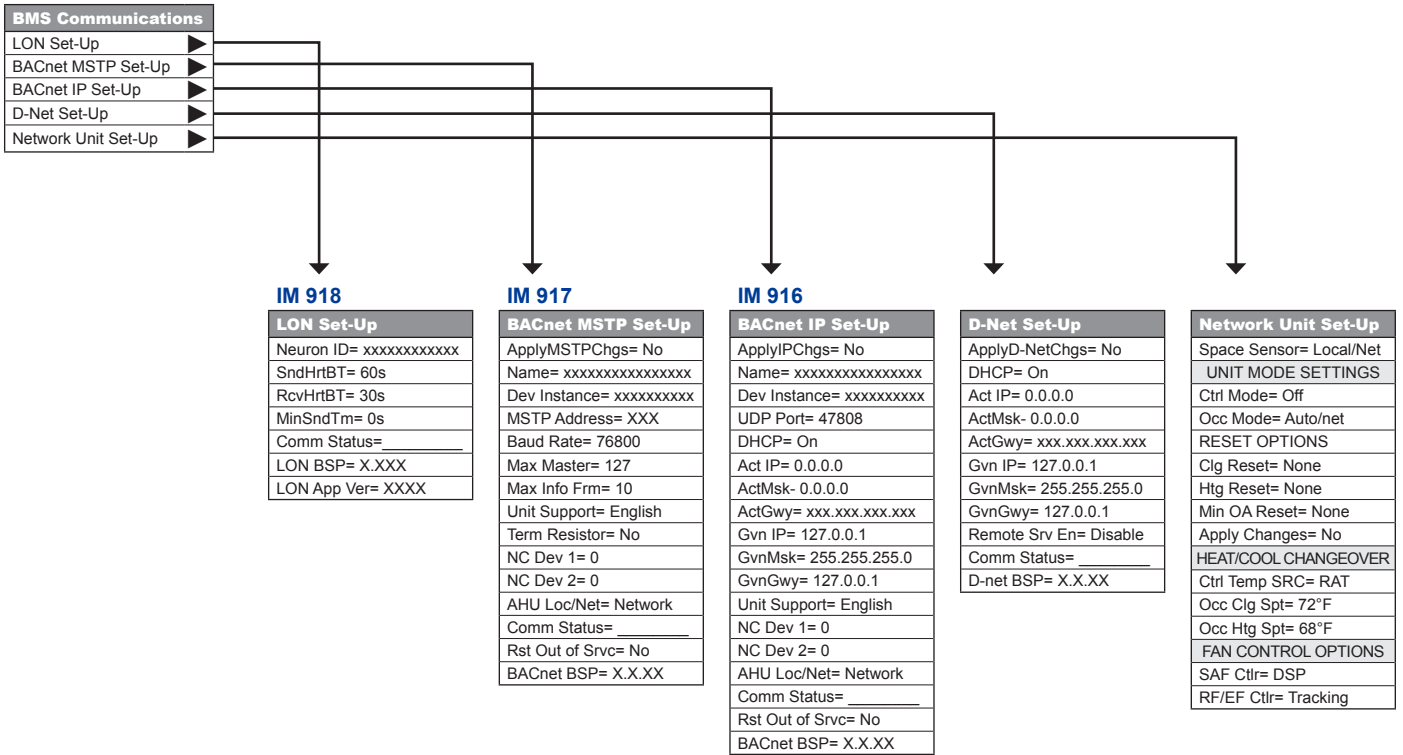 BMS Communications
LON Set-Up
BACnet MSTP Set-Up
BACnet IP Set-Up
D-Net Set-Up
Network Unit Set-Up
IM 918
LON Set-Up
Neuron ID= xxxxxxxxxxxx
SndHrtBT= 60s
RcvHrtBT= 30s
MinSndTm= 0s
Comm Status=__________
LON BSP= X.XXX
LON App Ver= XXXX
IM 917
BACnet MSTP Set-Up
ApplyMSTPChgs= No
Name= xxxxxxxxxxxxxxxx
Dev Instance= xxxxxxxxxx
MSTP Address= XXX
Baud Rate= 76800
Max Master= 127
Max Info Frm= 10
Unit Support= English
Term Resistor= No
NC Dev 1= 0
NC Dev 2= 0
AHU Loc/Net= Network
Comm Status= _________
Rst Out of Srvc= No
BACnet BSP= X.X.XX
IM 916
BACnet IP Set-Up
ApplyIPChgs= No
Name= xxxxxxxxxxxxxxxx
Dev Instance= xxxxxxxxxx
UDP Port= 47808
DHCP= On
Act IP= 0.0.0.0
ActMsk- 0.0.0.0
ActGwy= xxx.xxx.xxx.xxx
Gvn IP= 127.0.0.1
GvnMsk= 255.255.255.0
GvnGwy= 127.0.0.1
Unit Support= English
NC Dev 1= 0
NC Dev 2= 0
AHU Loc/Net= Network
Comm Status= _________
Rst Out of Srvc= No
BACnet BSP= X.X.XX
D-Net Set-Up
ApplyD-NetChgs= No
DHCP= On
Act IP= 0.0.0.0
ActMsk- 0.0.0.0
ActGwy= xxx.xxx.xxx.xxx
Gvn IP= 127.0.0.1
GvnMsk= 255.255.255.0
GvnGwy= 127.0.0.1
Remote Srv En= Disable
Comm Status= _________
D-net BSP= X.X.XX
Network Unit Set-Up
Space Sensor= Local/Net
UNIT MODE SETTINGS
Ctrl Mode= Off
Occ Mode= Auto/net
RESET OPTIONS
Clg Reset= None
Htg Reset= None
Min OA Reset= None
Apply Changes= No
HEAT/COOL CHANGEOVER
Ctrl Temp SRC= RAT
Occ Clg Spt= 72°F
Occ Htg Spt= 68°F
FAN CONTROL OPTIONS
SAF Ctlr= DSP
RF/EF Ctlr= Tracking